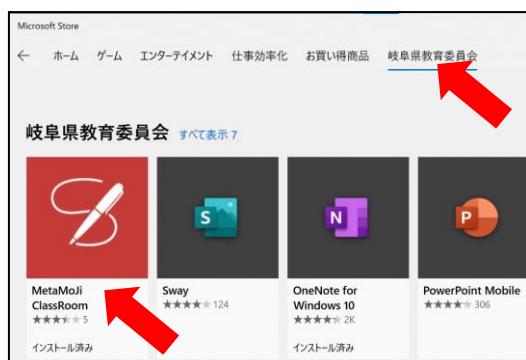 Microsoft Store
← ホーム ゲーム エンターテイメント 仕事効率化 お買い得商品 岐阜県教育委員会
岐阜県教育委員会 すべて表示 7
S N P
MetaMoJi ClassRoom
★★★★★ 5
インストール済み
Sway
★★★★★ 124
OneNote for Windows 10
★★★★★ 2K
インストール済み
PowerPoint Mobile
★★★★★ 306